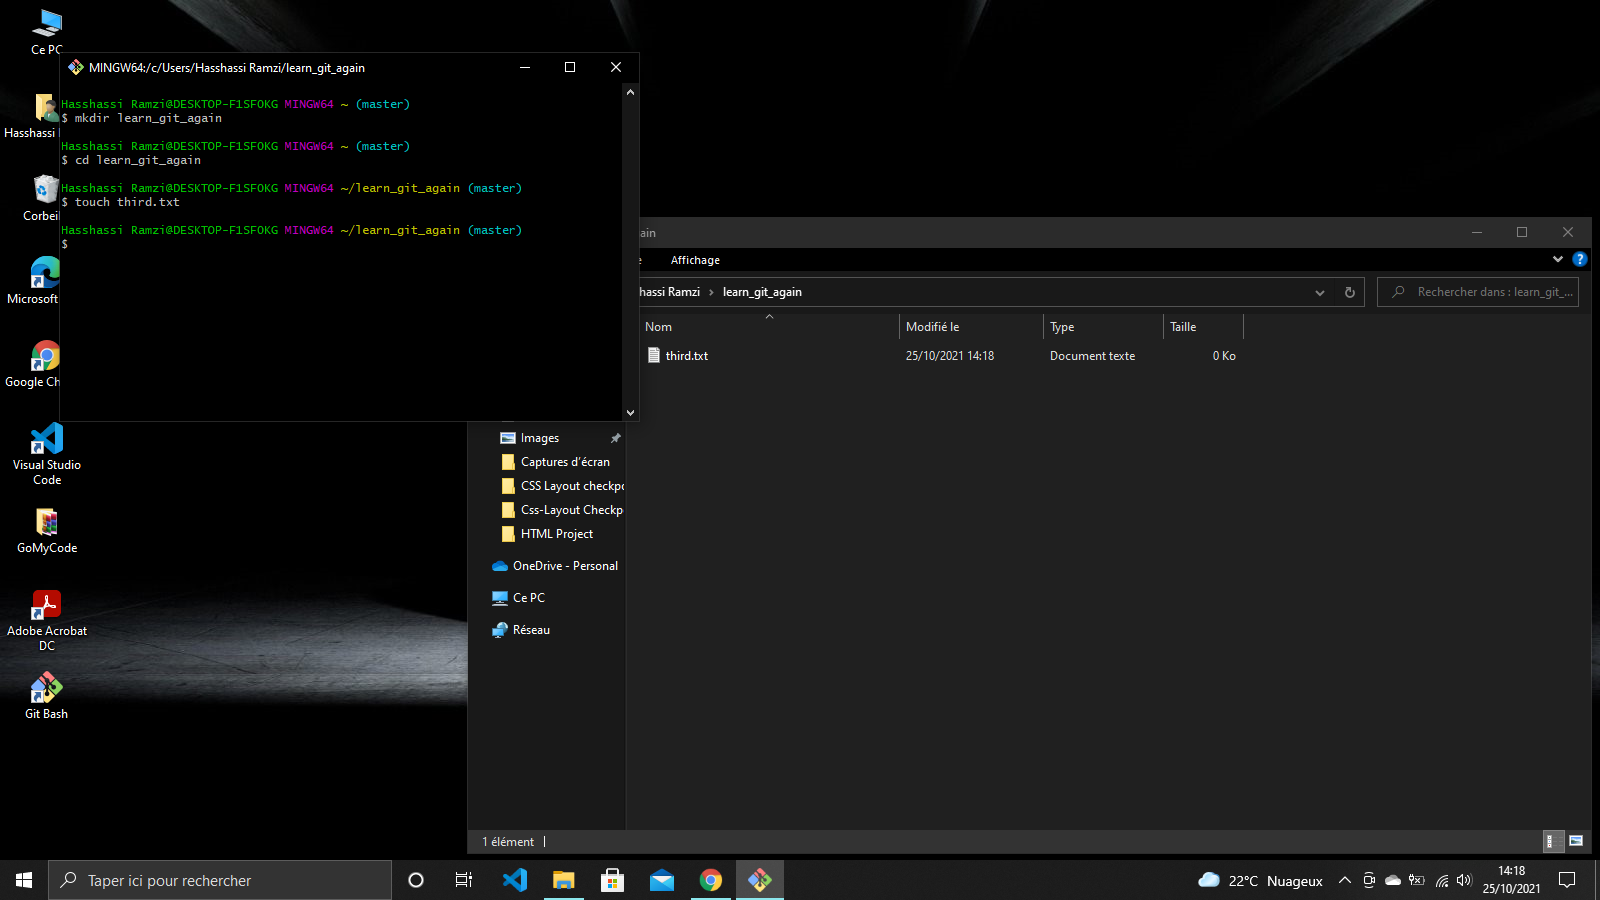 Ce PC
Hasshassi
Corbei
Microsoft
Google Ch
Visual Studio
Code
GoMyCode
Adobe Acrobat
DC
Git Bash
MINGW64:/c/Users/Hasshassi Ramzi/learn_git_again
Hasshassi Ramzi@DESKTOP-F1SF0KG MINGW64 ~ (master)
$ mkdir learn_git_again
Hasshassi Ramzi@DESKTOP-F1SF0KG MINGW64 ~ (master)
$ cd learn_git_again
Hasshassi Ramzi@DESKTOP-F1SF0KG MINGW64 ~/learn_git_again (master)
$ touch third.txt
Hasshassi Ramzi@DESKTOP-F1SF0KG MINGW64 ~/learn_git_again (master)
$
ain
Affichage
hassi Ramzi › learn_git_again
Rechercher dans : learn_git_...
Nom Modifié le Type Taille
third.txt 25/10/2021 14:18 Document texte 0 Ko
Images
Captures d'écran
CSS Layout checkpo
Css-Layout Checkp
HTML Project
OneDrive - Personal
Ce PC
Réseau
1 élément
Taper ici pour rechercher
22°C Nuageux
14:18
25/10/2021